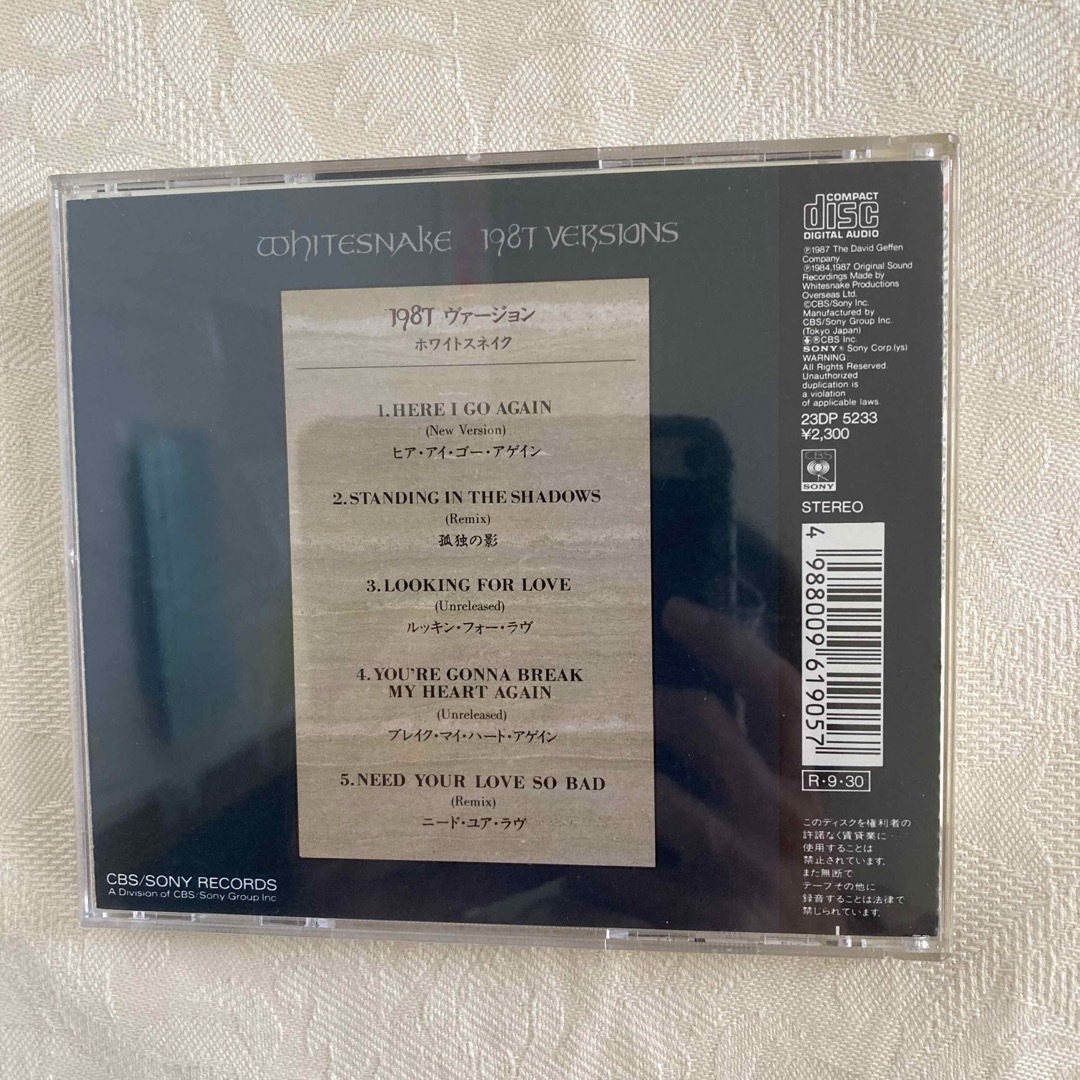 WHITESNAKE 1987 VERSIONS
1987 ヴァージョン
ホワイトスネイク
1.HERE I GO AGAIN
(New Version)
ヒア・アイ・ゴー・アゲイン
2.STANDING IN THE SHADOWS
(Remix)
孤独の影
3.LOOKING FOR LOVE
(Unreleased)
ルッキン・フォー・ラヴ
4.YOU'RE GONNA BREAK
MY HEART AGAIN
(Unreleased)
ブレイク・マイ・ハート・アゲイン
5.NEED YOUR LOVE SO BAD
(Remix)
ニード・ユア・ラヴ
CBS/SONY RECORDS
A Division of CBS/Sony Group Inc
COMPACT
disc
DIGITAL AUDIO
℗1987 The David Geffen
Company.
℗1984,1987 Original Sound
Recordings Made by
Whitesnake Productions
Overseas Ltd.
©CBS/Sony Inc.
Manufactured by
CBS/Sony Group Inc.
(Tokyo Japan)
®CBS Inc.
SONY® Sony Corp.(ys)
WARNING
All Rights Reserved
Unauthorized
duplication is
a violation
of applicable laws.
23DP 5233
¥2,300
CBS
SONY
STEREO
4 988009 619057
R・9・30
このディスクを権利者の
許諾なく賃貸業に
使用することは
禁止されています.
また無断で
テープその他に
録音することは法律で
禁じられています.